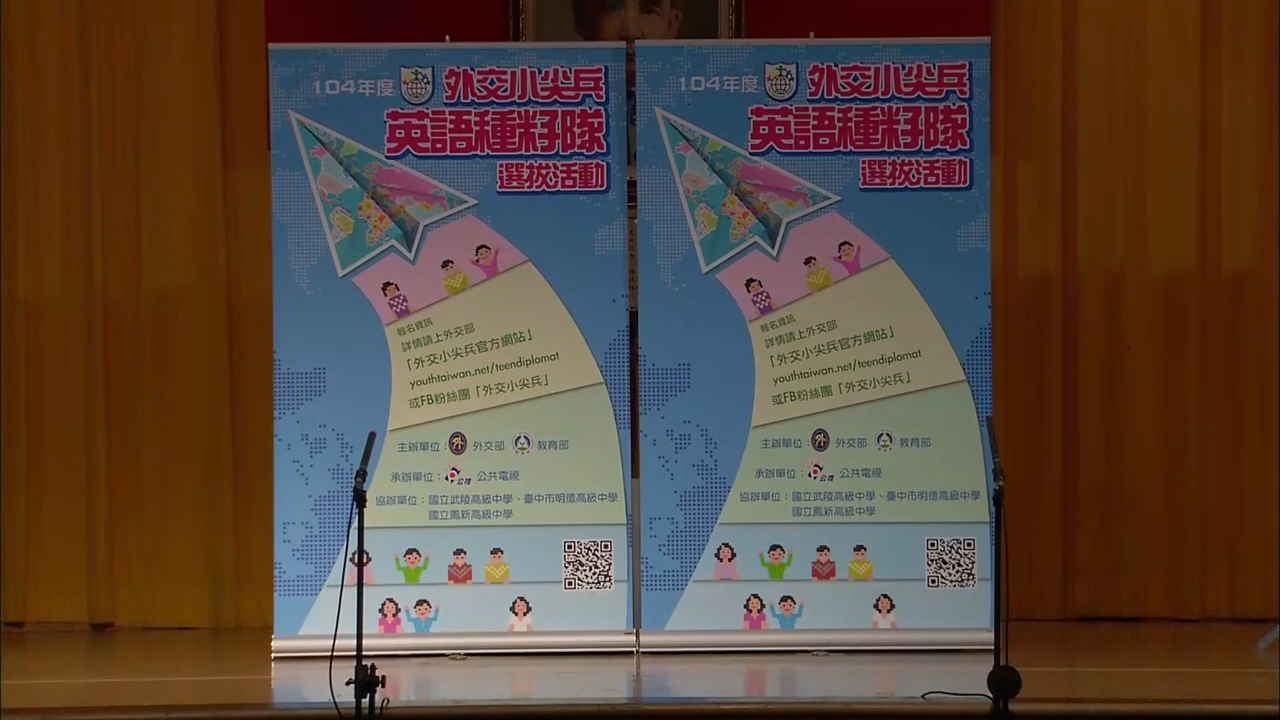 104年度 外交小尖兵
英語種籽隊
選拔活動
報名資訊
詳情請上外交部
「外交小尖兵官方網站」
youthtaiwan.net/teendiplomat
或FB粉絲團「外交小尖兵」
主辦單位：外 外交部 教育部
承辦單位：公視 公共電視
協辦單位：國立武陵高級中學、臺中市明德高級中學
國立鳳新高級中學
104年度 外交小尖兵
英語種籽隊
選拔活動
報名資訊
詳情請上外交部
「外交小尖兵官方網站」
youthtaiwan.net/teendiplomat
或FB粉絲團「外交小尖兵」
主辦單位：外 外交部 教育部
承辦單位：公視 公共電視
協辦單位：國立武陵高級中學、臺中市明德高級中學
國立鳳新高級中學